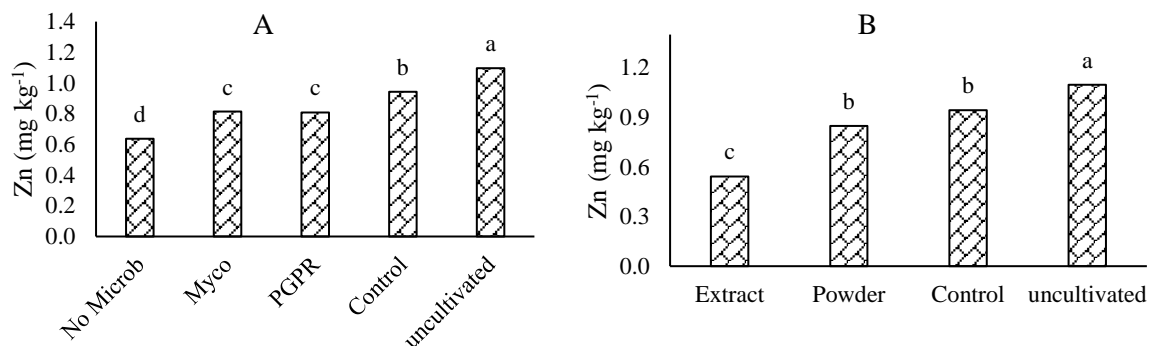 A
Zn (mg kg-1)
1.4
1.2
1.0
0.8
0.6
0.4
0.2
0.0
d
c
c
b
a
No Microb
Myco
PGPR
Control
uncultivated
B
Zn (mg kg-1)
1.2
0.9
0.6
0.3
0.0
c
b
b
a
Extract Powder Control uncultivated